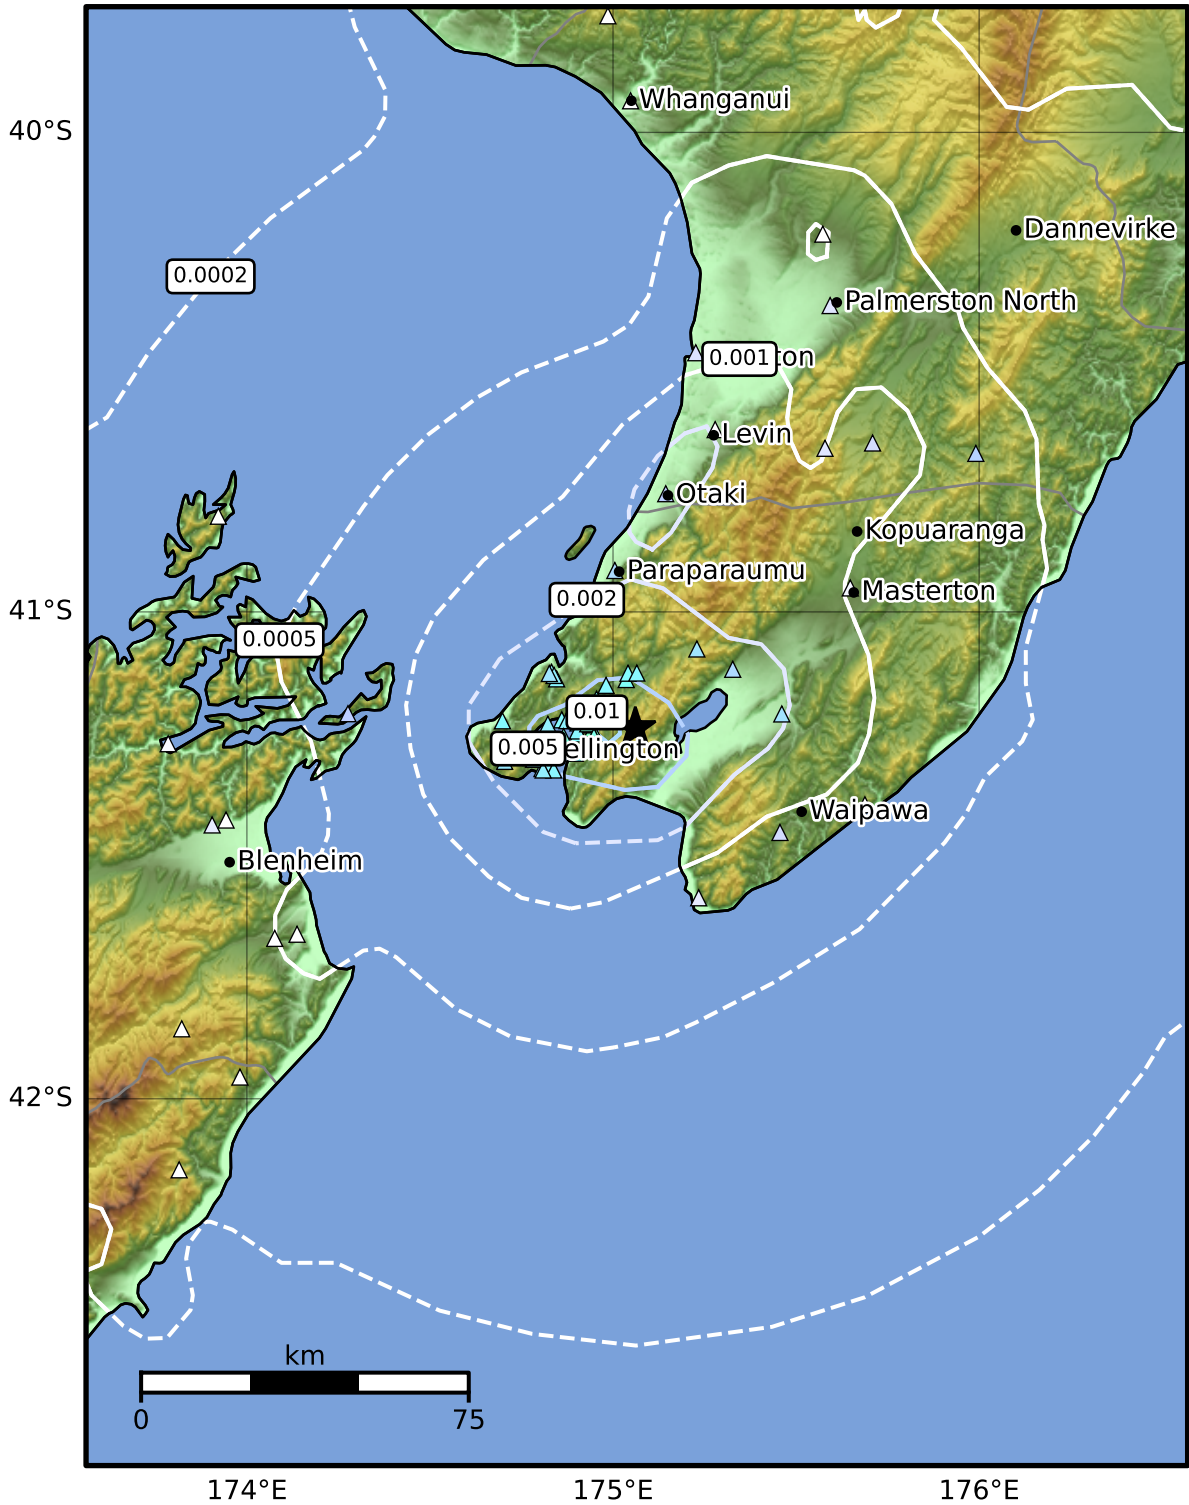 Whanganui
40°S
Dannevirke
0.0002
Palmerston North
0.001
Levin
Otaki
Kopuaranga
Paraparaumu
Masterton
0.002
41°S
0.0005
0.01
0.005
ellington
Waipawa
Blenheim
42°S
km
0
75
174°E
175°E
176°E